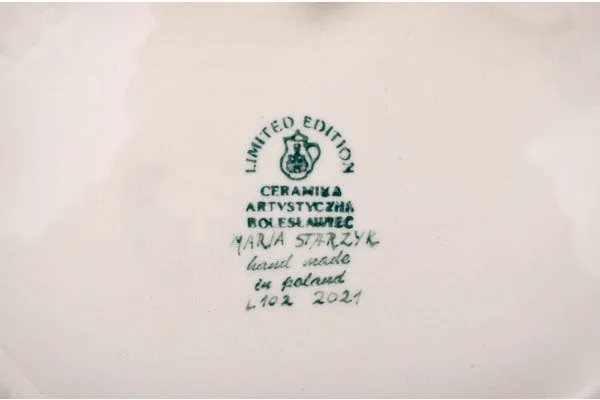 LIMITED EDITION
CERAMIKA
ARTYSTYCZNA
BOLESŁAWIEC
MARIA STARZYK
hand made
in poland
L102 2021